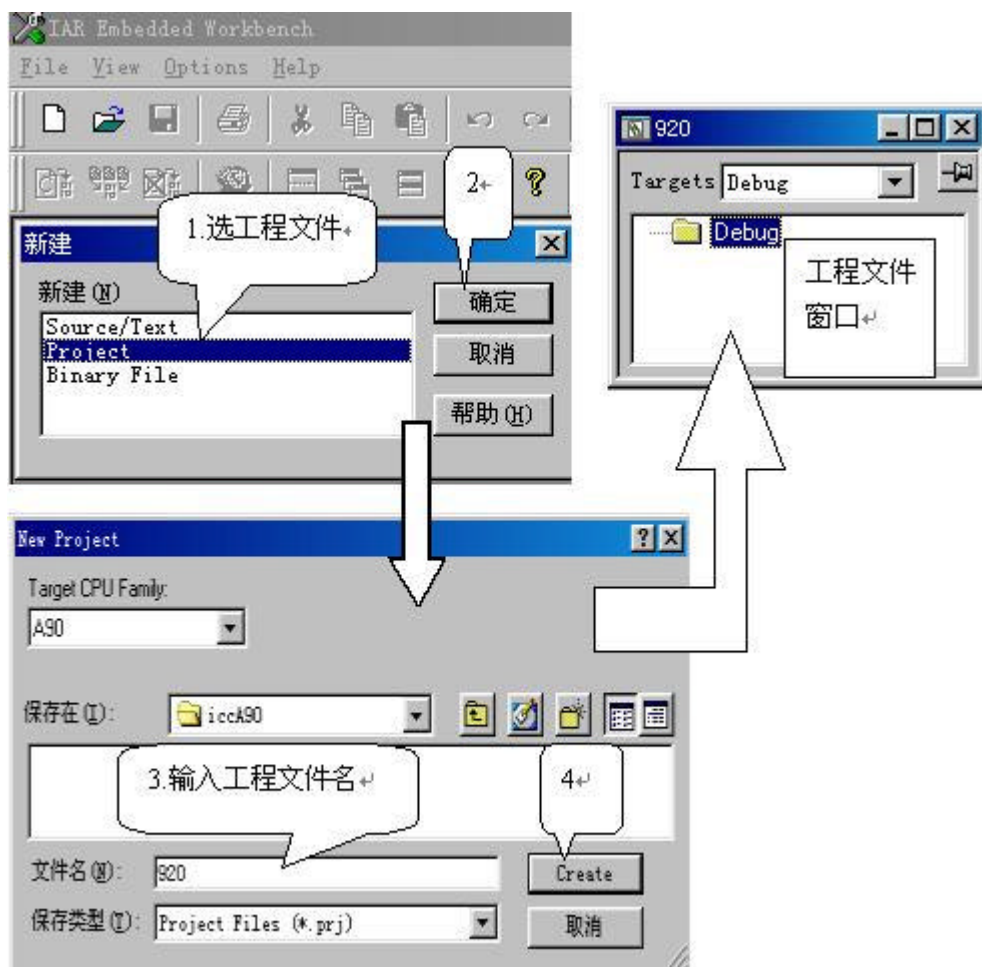 IAR Embedded Workbench
File View Options Help
2↵
1.选工程文件↵
新建
新建(N)
Source/Text
Project
Binary File
确定
取消
帮助(H)
920
Targets Debug
Debug
工程文件
窗口↵
New Project
Target CPU Family:
A90
保存在(I): iccA90
3.输入工程文件名↵
4↵
文件名(N): 920
Create
保存类型(T): Project Files (*.prj)
取消